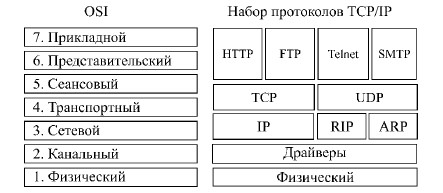 OSI
Набор протоколов TCP/IP
7. Прикладной
6. Представительский
5. Сеансовый
4. Транспортный
3. Сетевой
2. Канальный
1. Физический
HTTP FTP Telnet SMTP
TCP UDP
IP RIP ARP
Драйверы
Физический